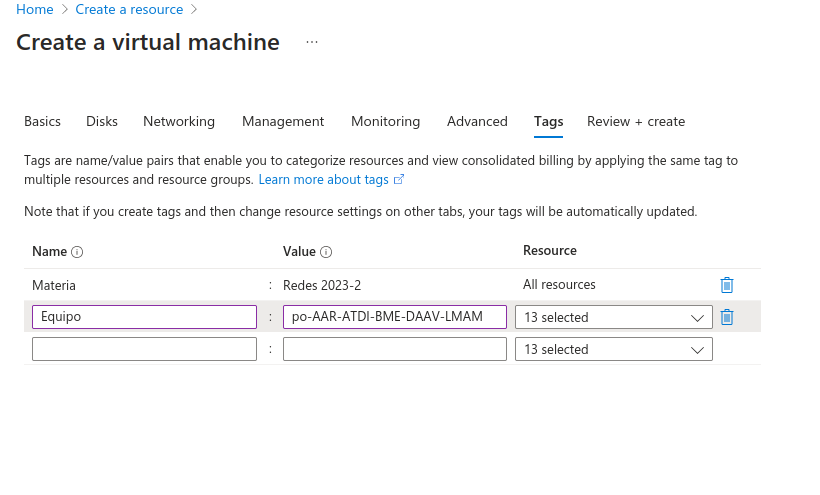 Home > Create a resource >
Create a virtual machine ...
Basics Disks Networking Management Monitoring Advanced Tags Review + create
Tags are name/value pairs that enable you to categorize resources and view consolidated billing by applying the same tag to
multiple resources and resource groups. Learn more about tags
Note that if you create tags and then change resource settings on other tabs, your tags will be automatically updated.
Name Value Resource
Materia : Redes 2023-2 All resources
Equipo : po-AAR-ATDI-BME-DAAV-LMAM 13 selected
: 13 selected